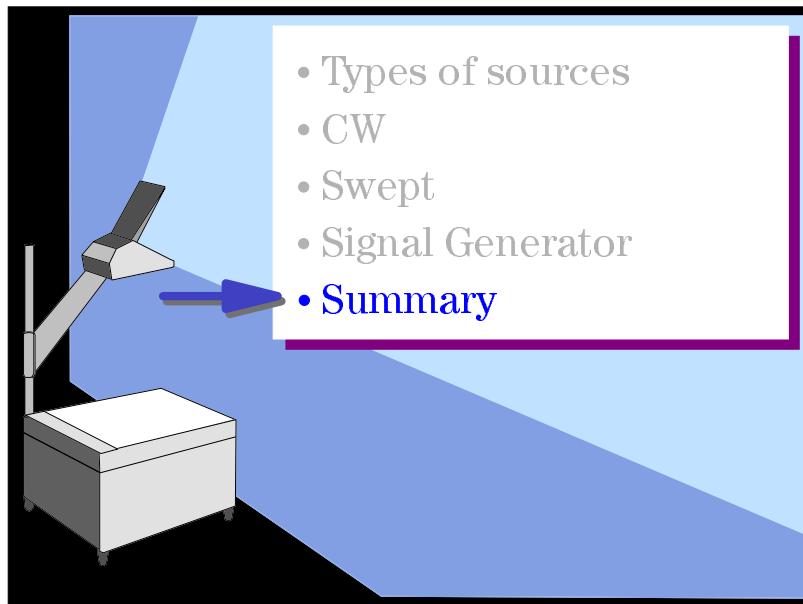 • Types of sources
• CW
• Swept
• Signal Generator
• Summary